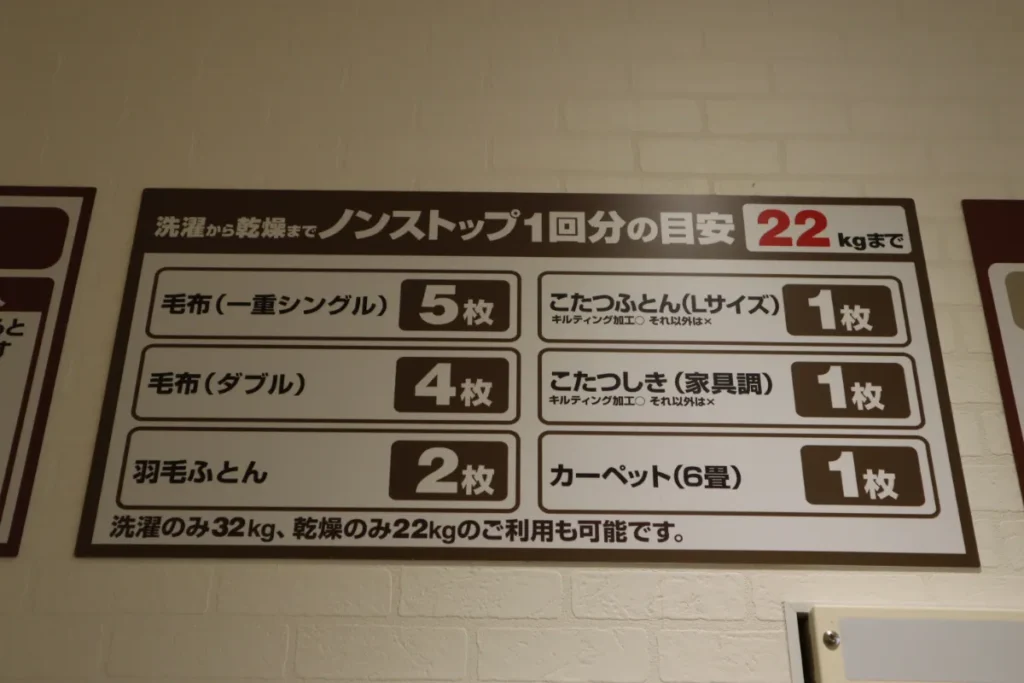 洗濯から乾燥までノンストップ1回分の目安 22kgまで
毛布（一重シングル） 5枚
毛布（ダブル） 4枚
羽毛ふとん 2枚
こたつふとん（Lサイズ） 1枚
キルティング加工○ それ以外は×
こたつしき（家具調） 1枚
キルティング加工○ それ以外は×
カーペット（6畳） 1枚
洗濯のみ32kg、乾燥のみ22kgのご利用も可能です。
ると
す